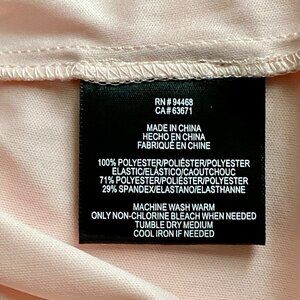 RN# 94468
CA# 63671
MADE IN CHINA
HECHO EN CHINA
FABRIQUÉ EN CHINE
100% POLYESTER/POLIÉSTER/POLYESTER
ELASTIC/ELÁSTICO/CAOUTCHOUC
71% POLYESTER/POLIÉSTER/POLYESTER
29% SPANDEX/ELASTANO/ELASTHANNE
MACHINE WASH WARM
ONLY NON-CHLORINE BLEACH WHEN NEEDED
TUMBLE DRY MEDIUM
COOL IRON IF NEEDED